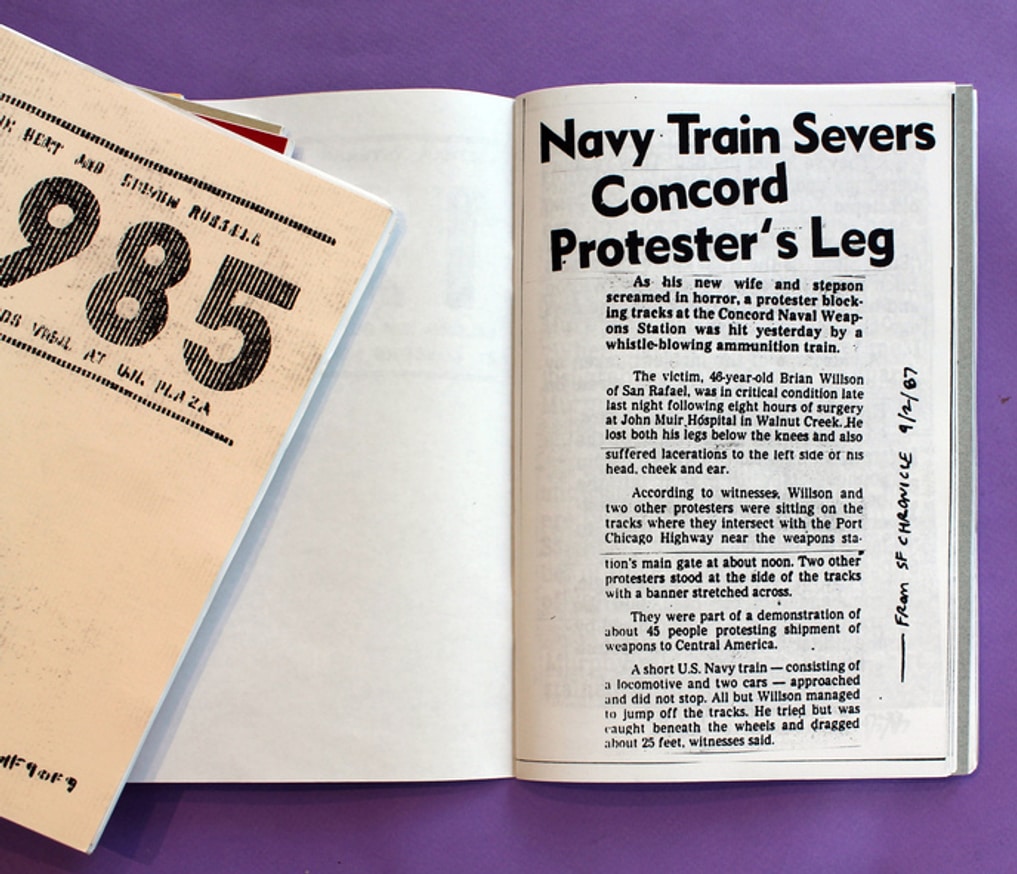 AND STEVEN RUSSELL
985
VIGIL AT U.N. PLAZA
Navy Train Severs
Concord
Protester's Leg
As his new wife and stepson
screamed in horror, a protester block-
ing tracks at the Concord Naval Weap-
ons Station was hit yesterday by a
whistle-blowing ammunition train.
The victim, 46-year-old Brian Willson
of San Rafael, was in critical condition late
last night following eight hours of surgery
at John Muir Hospital in Walnut Creek. He
lost both his legs below the knees and also
suffered lacerations to the left side of his
head, cheek and ear.
According to witnesses, Willson and
two other protesters were sitting on the
tracks where they intersect with the Port
Chicago Highway near the weapons sta-
tion's main gate at about noon. Two other
protesters stood at the side of the tracks
with a banner stretched across.
They were part of a demonstration of
about 45 people protesting shipment of
weapons to Central America.
A short U.S. Navy train — consisting of
a locomotive and two cars — approached
and did not stop. All but Willson managed
to jump off the tracks. He tried but was
caught beneath the wheels and dragged
about 25 feet, witnesses said.
— FROM SF CHRONICLE 9/2/87